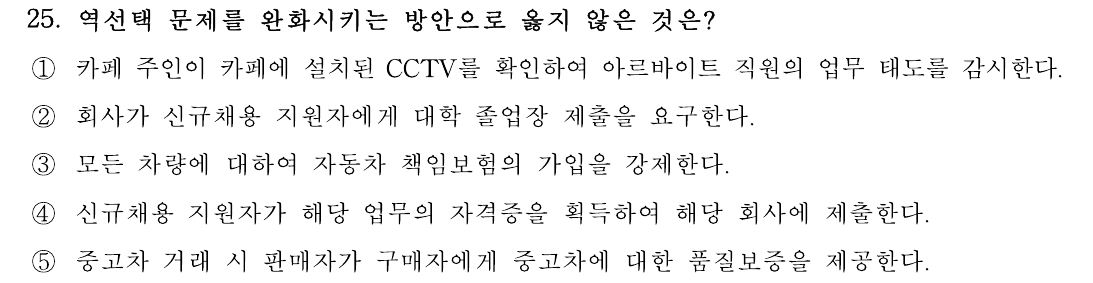 25. 역선택 문제를 완화시키는 방안으로 옳지 않은 것은?
① 카페 주인이 카페에 설치된 CCTV를 확인하여 아르바이트 직원의 업무 태도를 감시한다.
② 회사가 신규채용 지원자에게 대학 졸업장 제출을 요구한다.
③ 모든 차량에 대하여 자동차 책임보험의 가입을 강제한다.
④ 신규채용 지원자가 해당 업무의 자격증을 획득하여 해당 회사에 제출한다.
⑤ 중고차 거래 시 판매자가 구매자에게 중고차에 대한 품질보증을 제공한다.